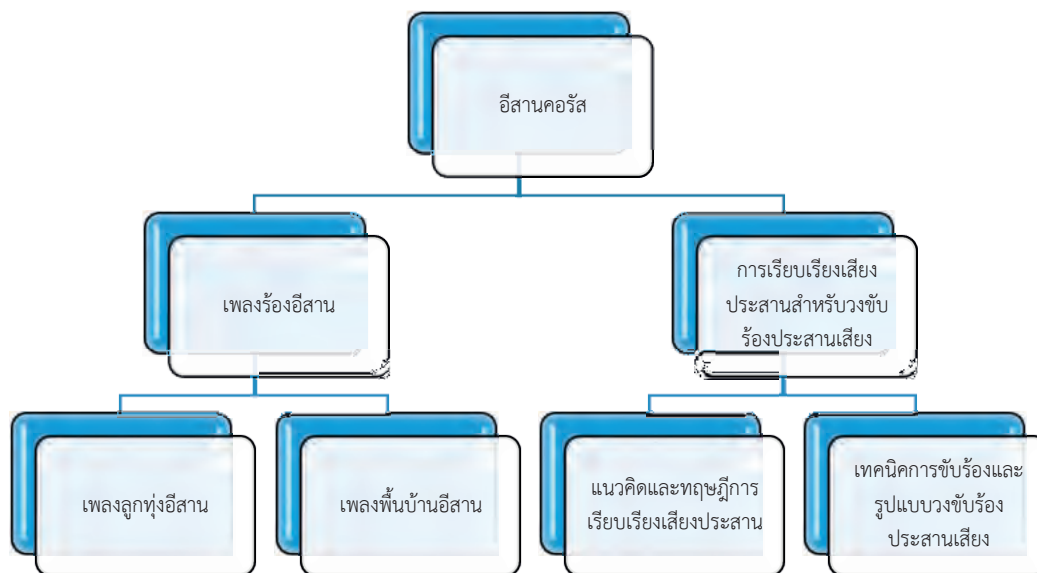 อีสานคอรัส
เพลงร้องอีสาน
การเรียบเรียงเสียง
ประสานสำหรับวงขับ
ร้องประสานเสียง
เพลงลูกทุ่งอีสาน
เพลงพื้นบ้านอีสาน
แนวคิดและทฤษฎีการ
เรียบเรียงเสียงประสาน
เทคนิคการขับร้องและ
รูปแบบวงขับร้อง
ประสานเสียง